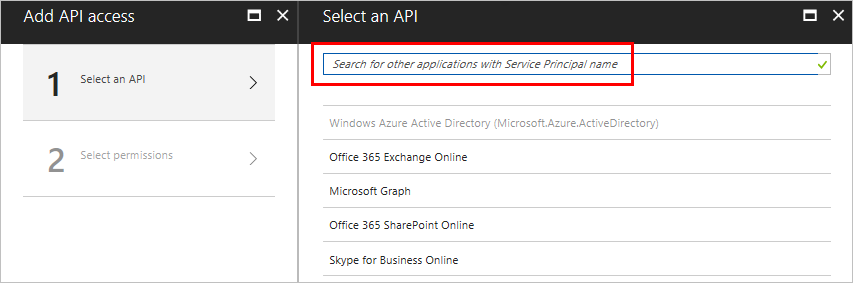 Add API access
1 Select an API
2 Select permissions
Select an API
Search for other applications with Service Principal name
Windows Azure Active Directory (Microsoft.Azure.ActiveDirectory)
Office 365 Exchange Online
Microsoft Graph
Office 365 SharePoint Online
Skype for Business Online